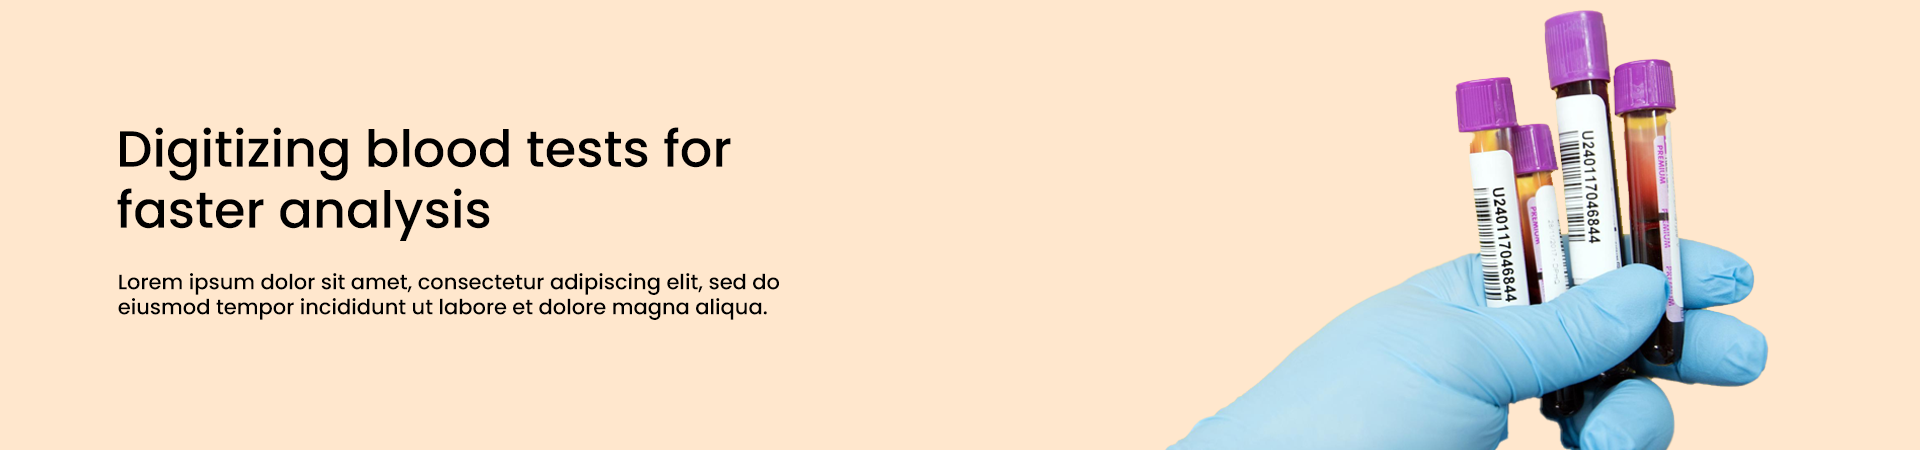 Digitizing blood tests for
faster analysis
Lorem ipsum dolor sit amet, consectetur adipiscing elit, sed do
eiusmod tempor incididunt ut labore et dolore magna aliqua.
U240117046844
PREMIUM
U240117046844
PREMIUM
PREMIUM